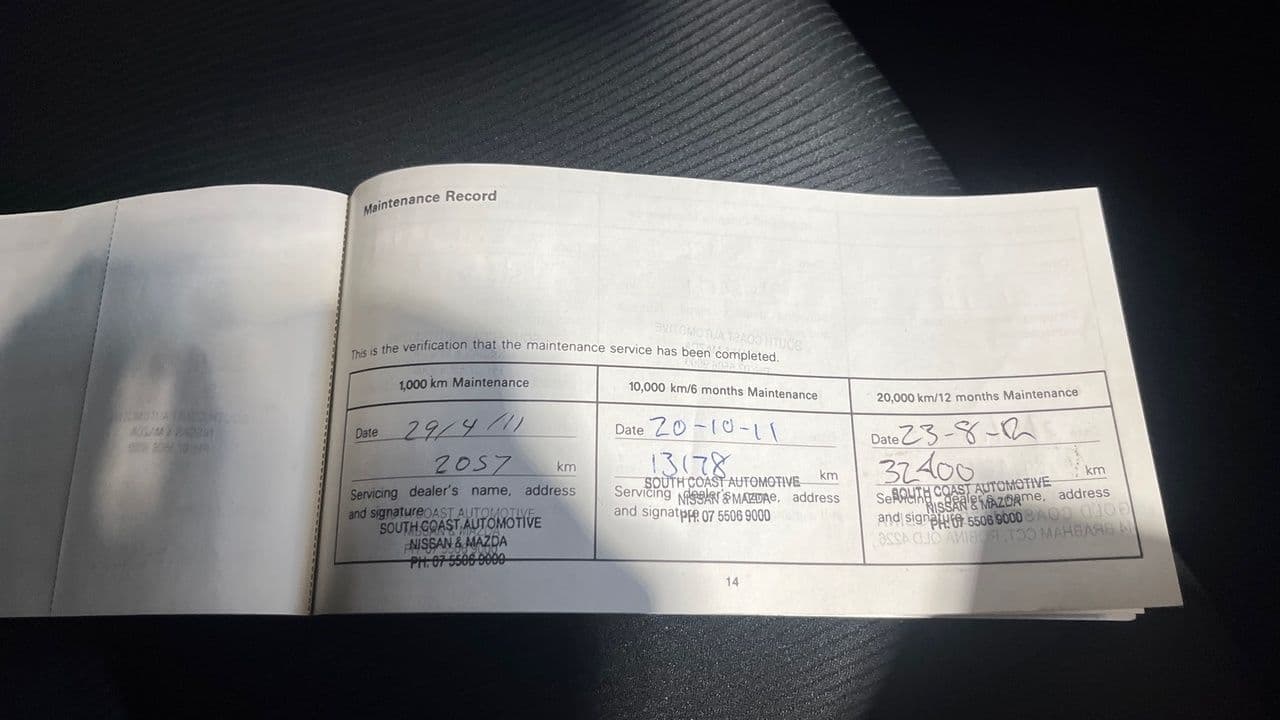 Maintenance Record
This is the verification that the maintenance service has been completed.
1,000 km Maintenance
Date 29/4/11
2057 km
Servicing dealer's name, address
and signature
SOUTH COAST AUTOMOTIVE
NISSAN & MAZDA
PH: 07 5506 9000
10,000 km/6 months Maintenance
Date 20-10-11
13178 km
Servicing dealer's name, address
and signature
SOUTH COAST AUTOMOTIVE
NISSAN & MAZDA
PH: 07 5506 9000
20,000 km/12 months Maintenance
Date 23-8-12
32400 km
Servicing dealer's name, address
and signature
SOUTH COAST AUTOMOTIVE
NISSAN & MAZDA
PH: 07 5506 9000
14